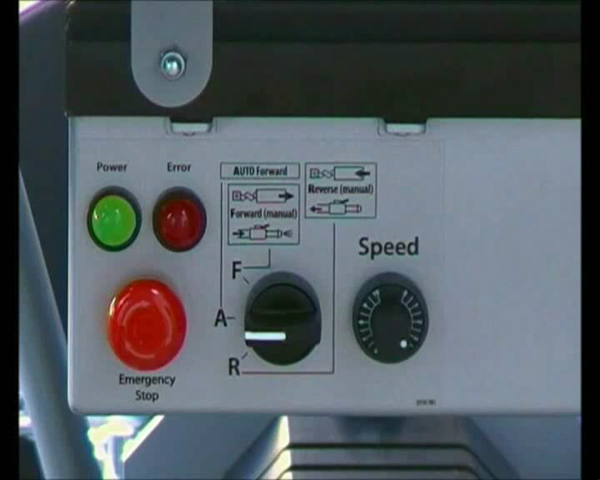 Power
Error
AUTO Forward
Reverse (manual)
Forward (manual)
Speed
F
A
R
Emergency
Stop